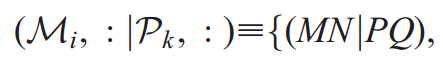 (ℳᵢ, : |𝒫ₖ, : )≡{(MN|PQ),